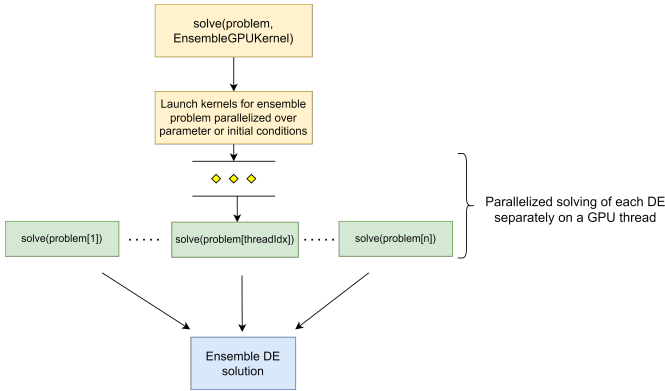 solve(problem,
EnsembleGPUKernel)
Launch kernels for ensemble
problem parallelized over
parameter or initial conditions
Parallelized solving of each DE
separately on a GPU thread
solve(problem[1])
......
solve(problem[threadIdx])
......
solve(problem[n])
Ensemble DE
solution